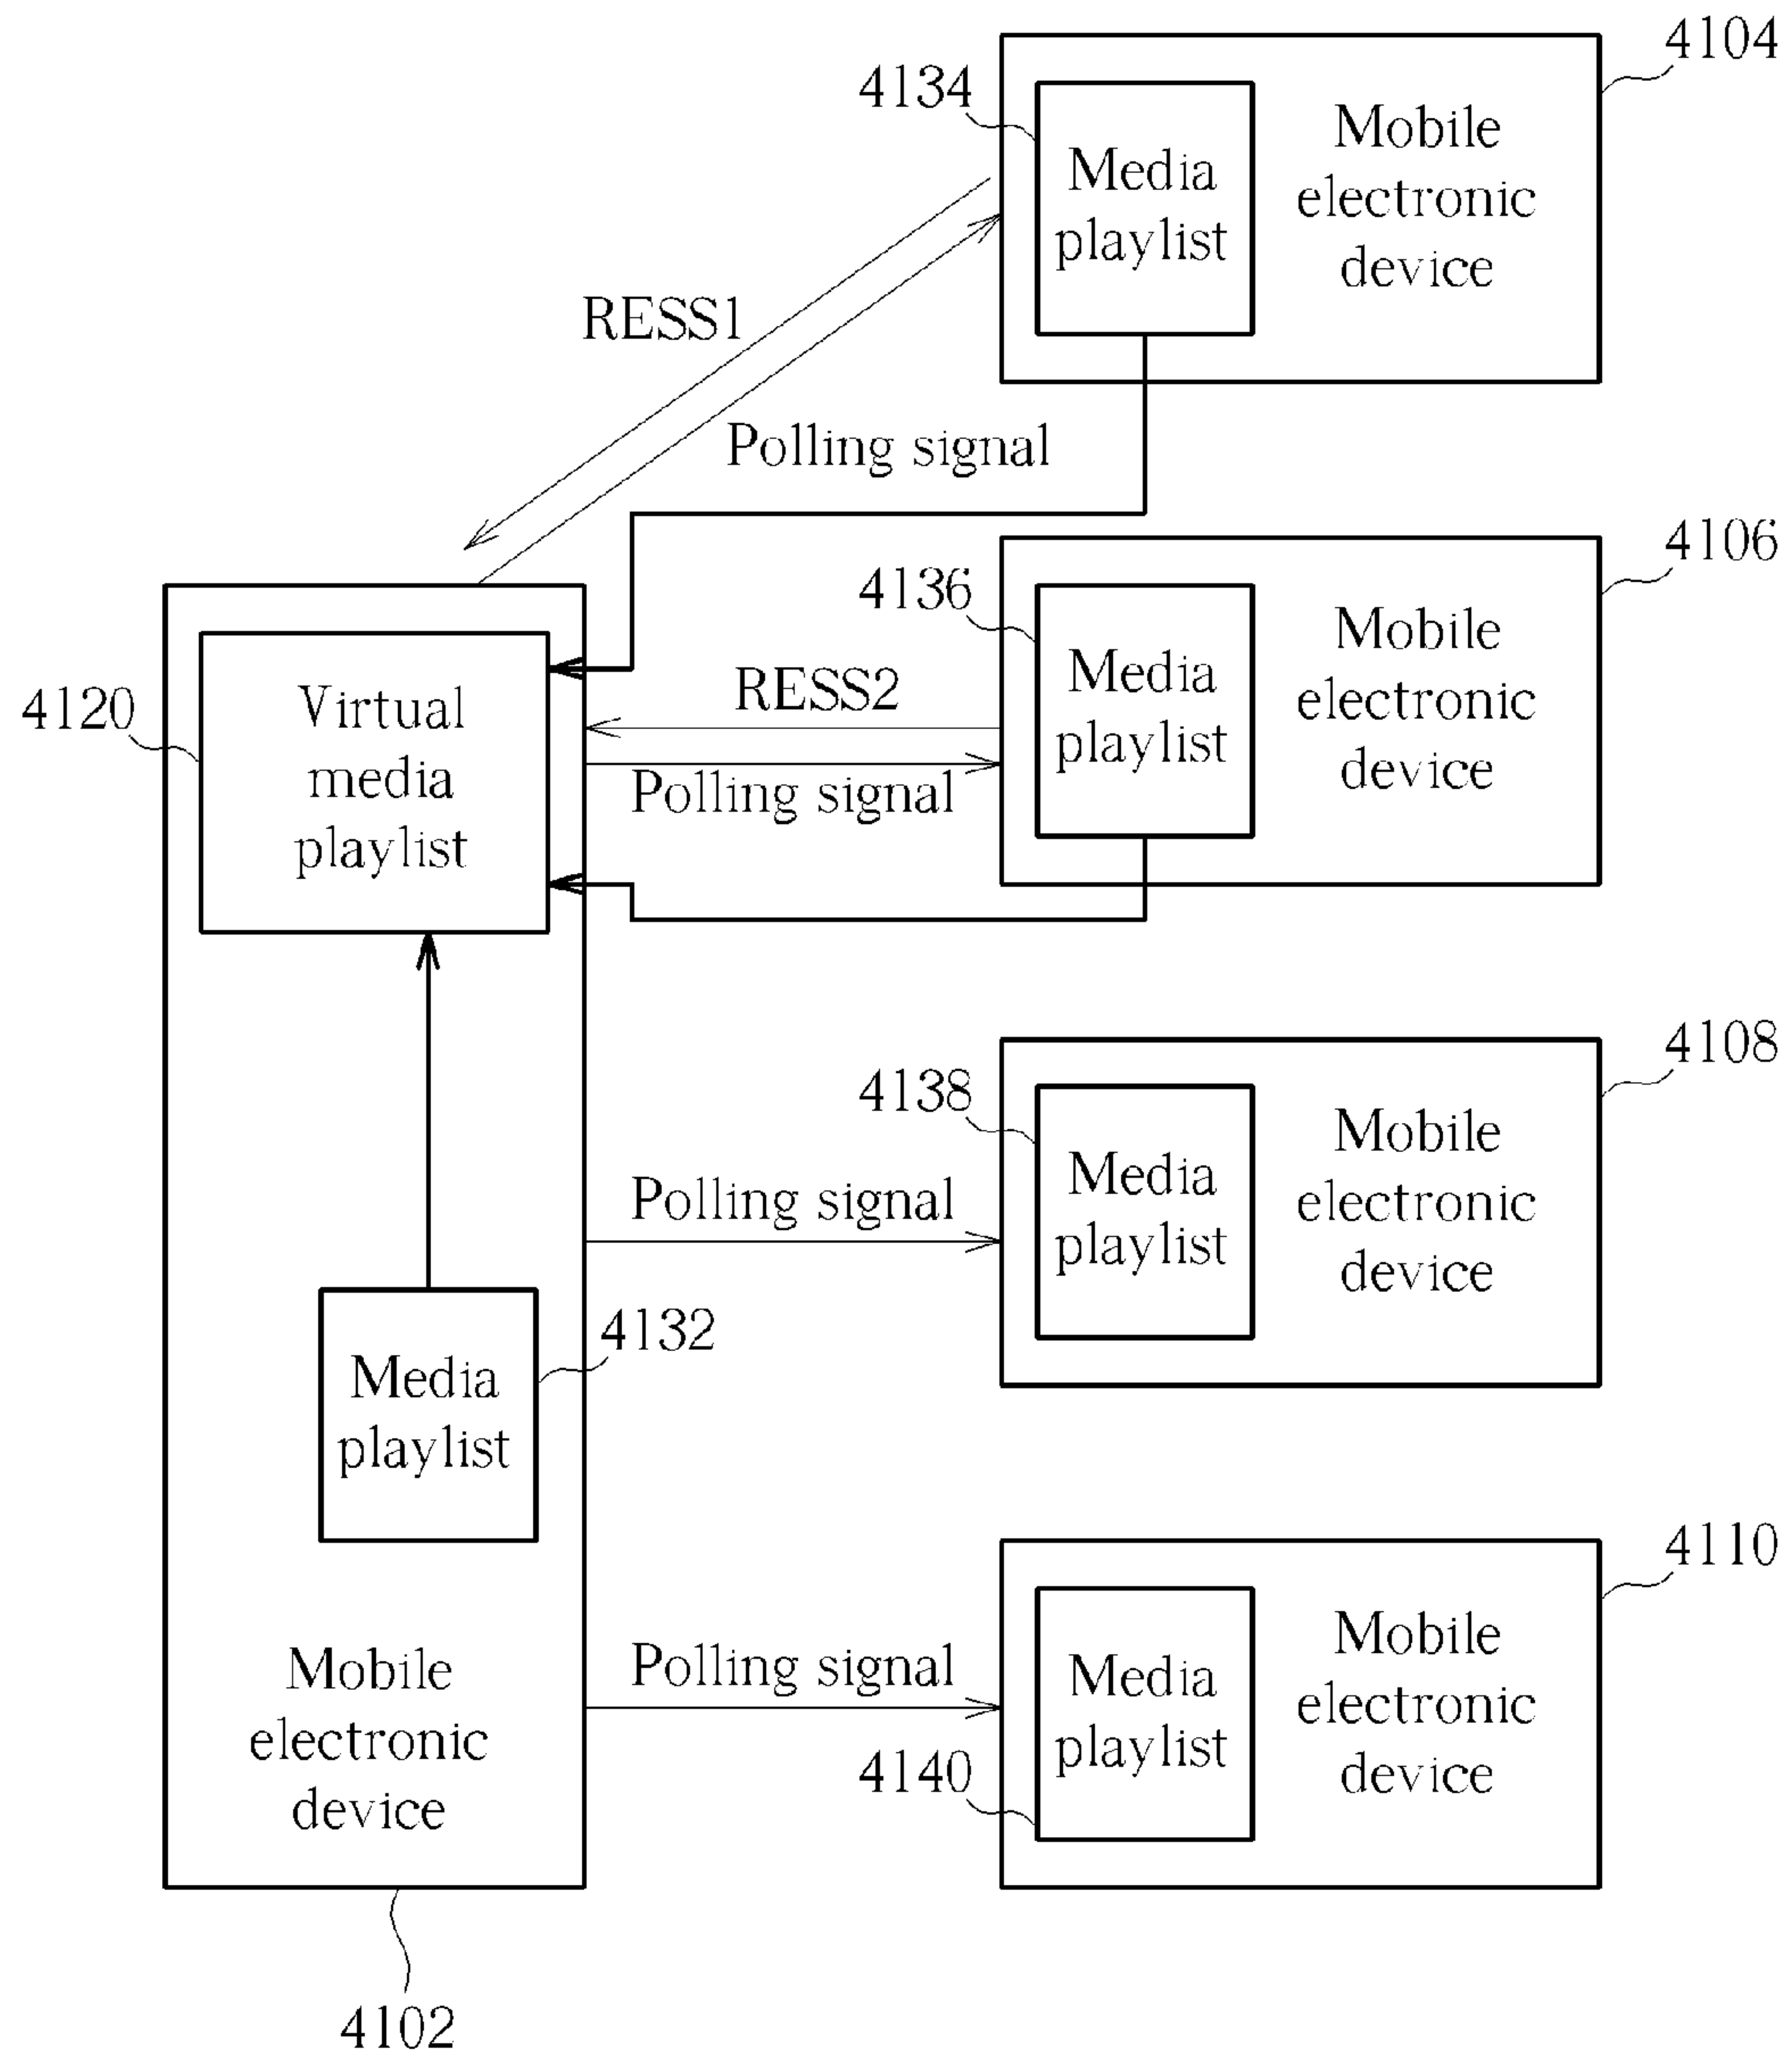 4104
4134
Mobile
electronic
device
Media
playlist
RESS1
Polling signal
4106
4136
Mobile
electronic
device
Media
playlist
4120
Virtual
media
playlist
RESS2
Polling signal
4108
4138
Mobile
electronic
device
Media
playlist
Polling signal
4132
Media
playlist
4110
Mobile
electronic
device
Media
playlist
Polling signal
4140
Mobile
electronic
device
4102